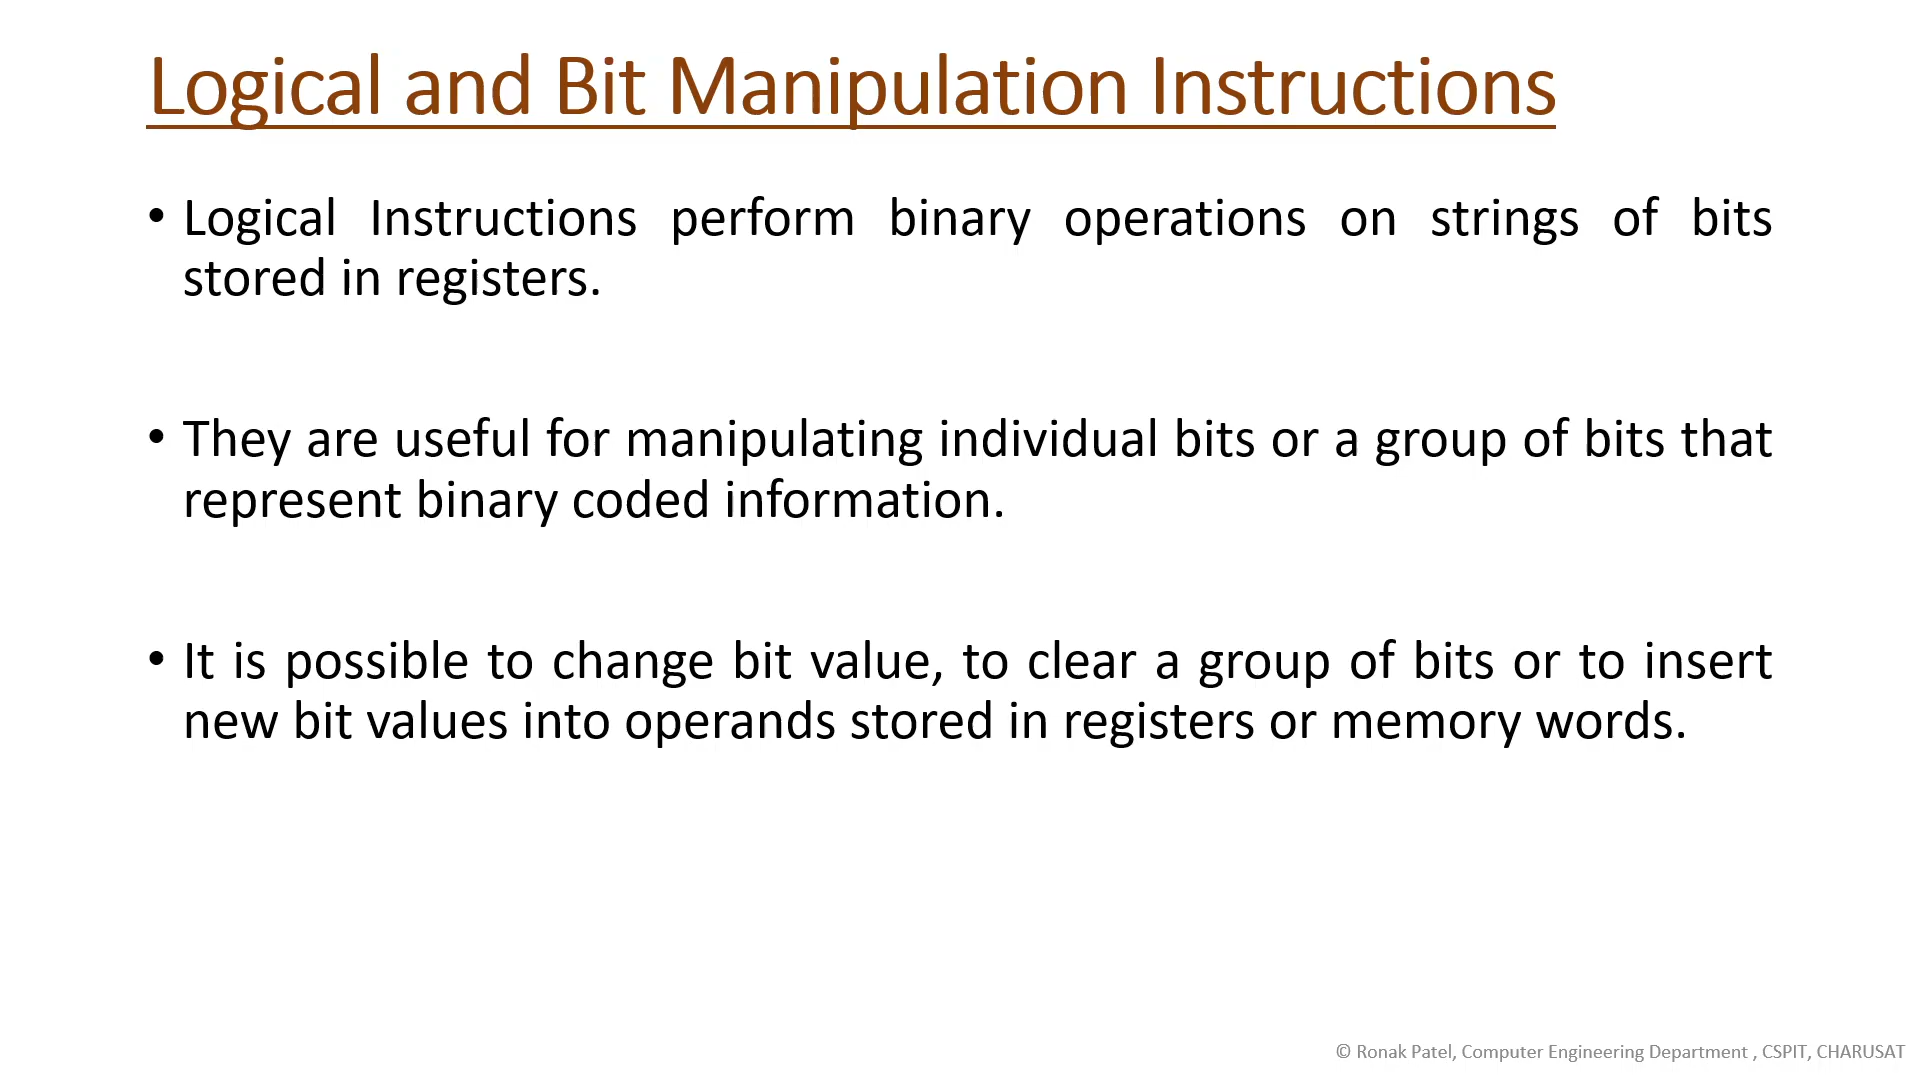 Logical and Bit Manipulation Instructions
• Logical Instructions perform binary operations on strings of bits
stored in registers.
• They are useful for manipulating individual bits or a group of bits that
represent binary coded information.
• It is possible to change bit value, to clear a group of bits or to insert
new bit values into operands stored in registers or memory words.
© Ronak Patel, Computer Engineering Department , CSPIT, CHARUSAT